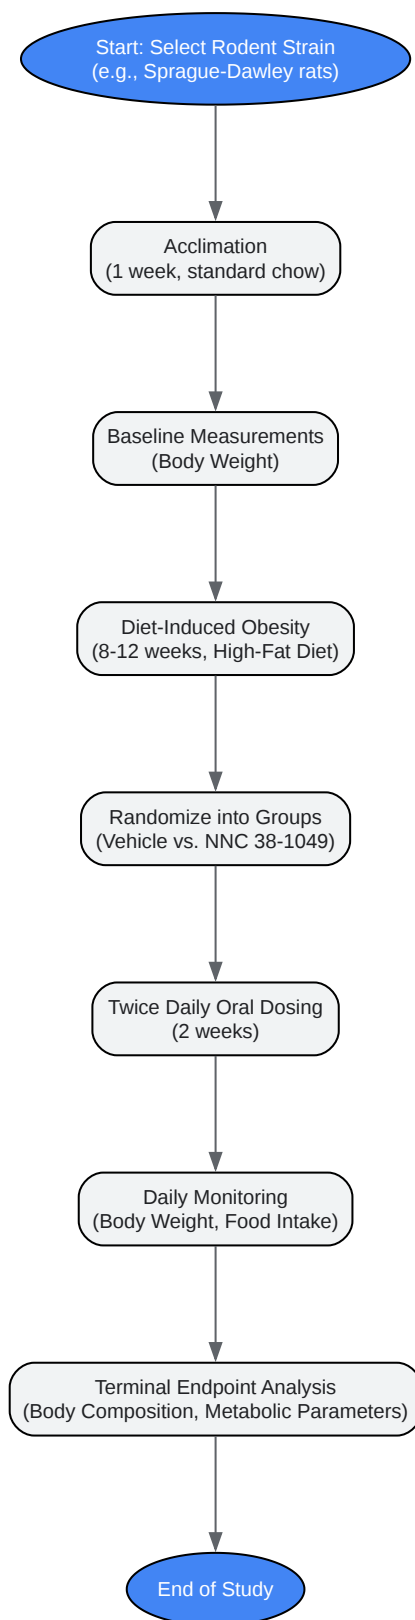 Start: Select Rodent Strain
(e.g., Sprague-Dawley rats)
Acclimation
(1 week, standard chow)
Baseline Measurements
(Body Weight)
Diet-Induced Obesity
(8-12 weeks, High-Fat Diet)
Randomize into Groups
(Vehicle vs. NNC 38-1049)
Twice Daily Oral Dosing
(2 weeks)
Daily Monitoring
(Body Weight, Food Intake)
Terminal Endpoint Analysis
(Body Composition, Metabolic Parameters)
End of Study